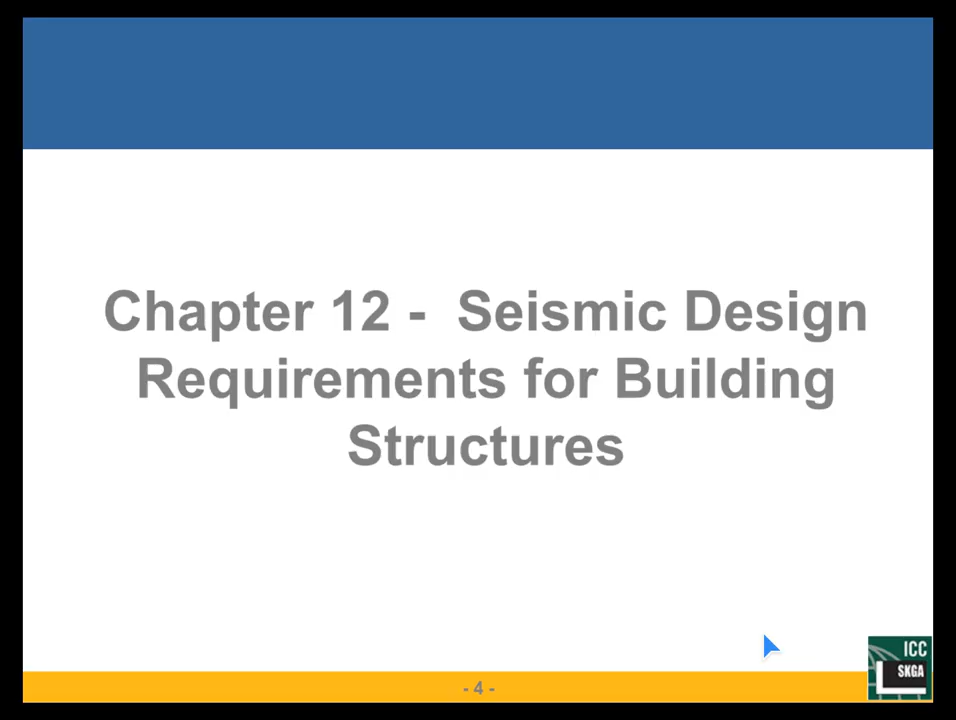 Chapter 12 -  Seismic Design
Requirements for Building
Structures
ICC
SKGA
- 4 -